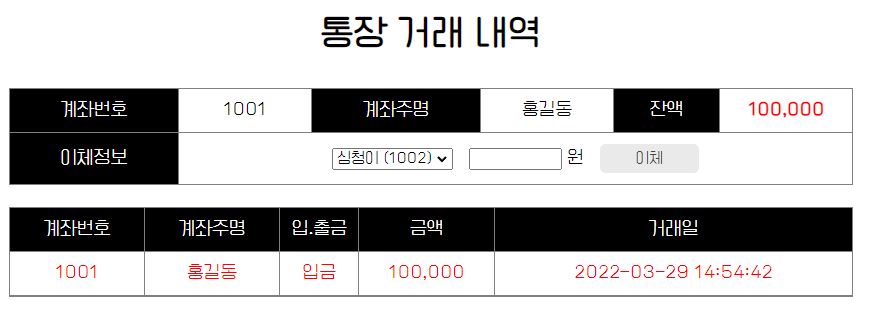 통장 거래 내역
계좌번호 1001 계좌주명 홍길동 잔액 100,000
이체정보 심청이 (1002) 원 이체
계좌번호 계좌주명 입.출금 금액 거래일
1001 홍길동 입금 100,000 2022-03-29 14:54:42